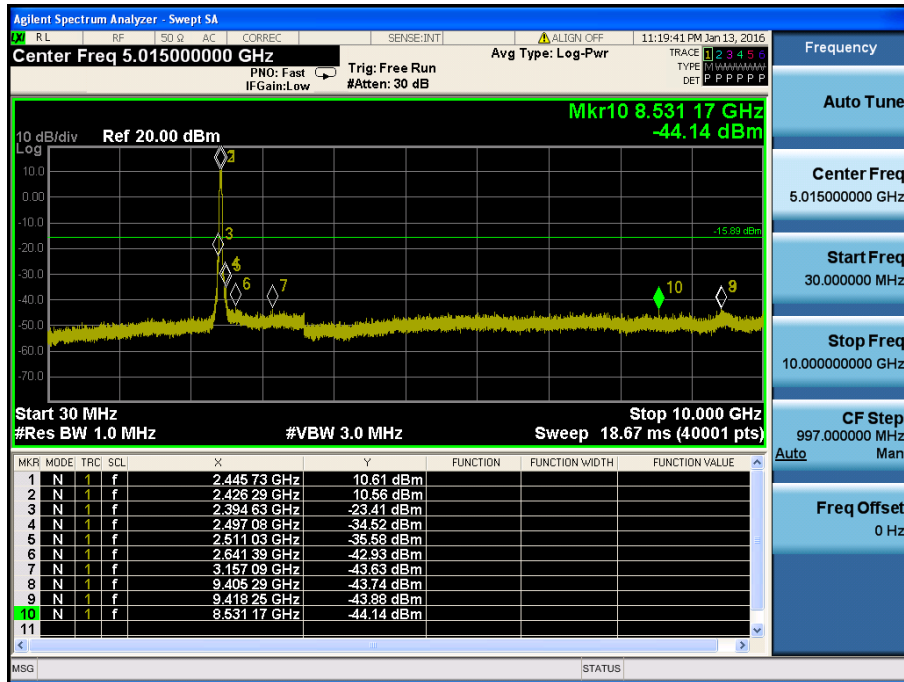 Agilent Spectrum Analyzer - Swept SA
LXI RL RF 50 Ω AC CORREC SENSE:INT ALIGN OFF 11:19:41 PM Jan 13, 2016
Center Freq 5.015000000 GHz
PNO: Fast
IFGain:Low
Trig: Free Run
#Atten: 30 dB
Avg Type: Log-Pwr
TRACE 1 2 3 4 5 6
TYPE MWWWWW
DET P P P P P P
Mkr10 8.531 17 GHz
-44.14 dBm
10 dB/div Ref 20.00 dBm
Log
10.0
0.00
-10.0
-20.0
-30.0
-40.0
-50.0
-60.0
-70.0
-15.89 dBm
3
6
7
10
9
Start 30 MHz
Stop 10.000 GHz
#Res BW 1.0 MHz
#VBW 3.0 MHz
Sweep 18.67 ms (40001 pts)
MKR MODE TRC SCL X Y FUNCTION FUNCTION WIDTH FUNCTION VALUE
1 N 1 f 2.445 73 GHz 10.61 dBm
2 N 1 f 2.426 29 GHz 10.56 dBm
3 N 1 f 2.394 63 GHz -23.41 dBm
4 N 1 f 2.497 08 GHz -34.52 dBm
5 N 1 f 2.511 03 GHz -35.58 dBm
6 N 1 f 2.641 39 GHz -42.93 dBm
7 N 1 f 3.157 09 GHz -43.63 dBm
8 N 1 f 9.405 29 GHz -43.74 dBm
9 N 1 f 9.418 25 GHz -43.88 dBm
10 N 1 f 8.531 17 GHz -44.14 dBm
11
MSG
STATUS
Frequency
Auto Tune
Center Freq
5.015000000 GHz
Start Freq
30.000000 MHz
Stop Freq
10.000000000 GHz
CF Step
997.000000 MHz
Auto Man
Freq Offset
0 Hz